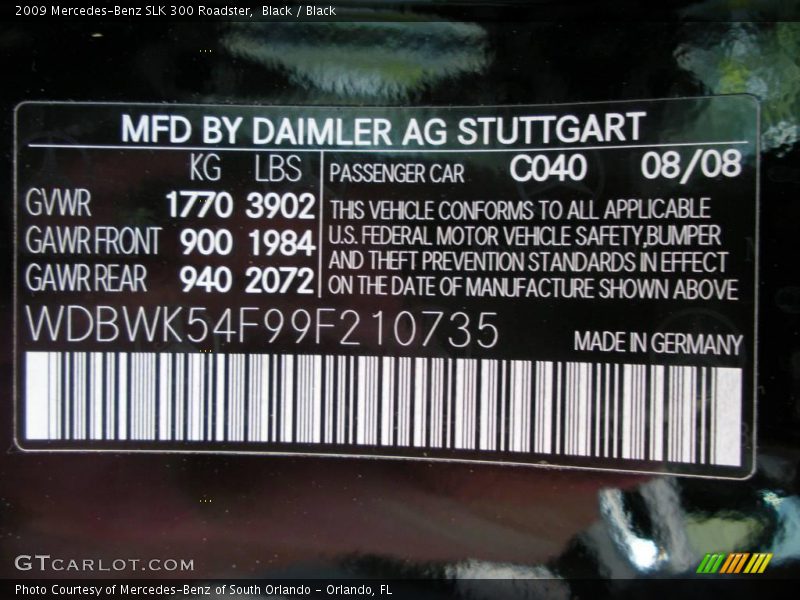 2009 Mercedes-Benz SLK 300 Roadster, Black / Black
MFD BY DAIMLER AG STUTTGART
KG LBS
GVWR 1770 3902
GAWR FRONT 900 1984
GAWR REAR 940 2072
PASSENGER CAR C040 08/08
THIS VEHICLE CONFORMS TO ALL APPLICABLE
U.S. FEDERAL MOTOR VEHICLE SAFETY,BUMPER
AND THEFT PREVENTION STANDARDS IN EFFECT
ON THE DATE OF MANUFACTURE SHOWN ABOVE
WDBWK54F99F210735
MADE IN GERMANY
GTCARLOT.COM
Photo Courtesy of Mercedes-Benz of South Orlando - Orlando, FL